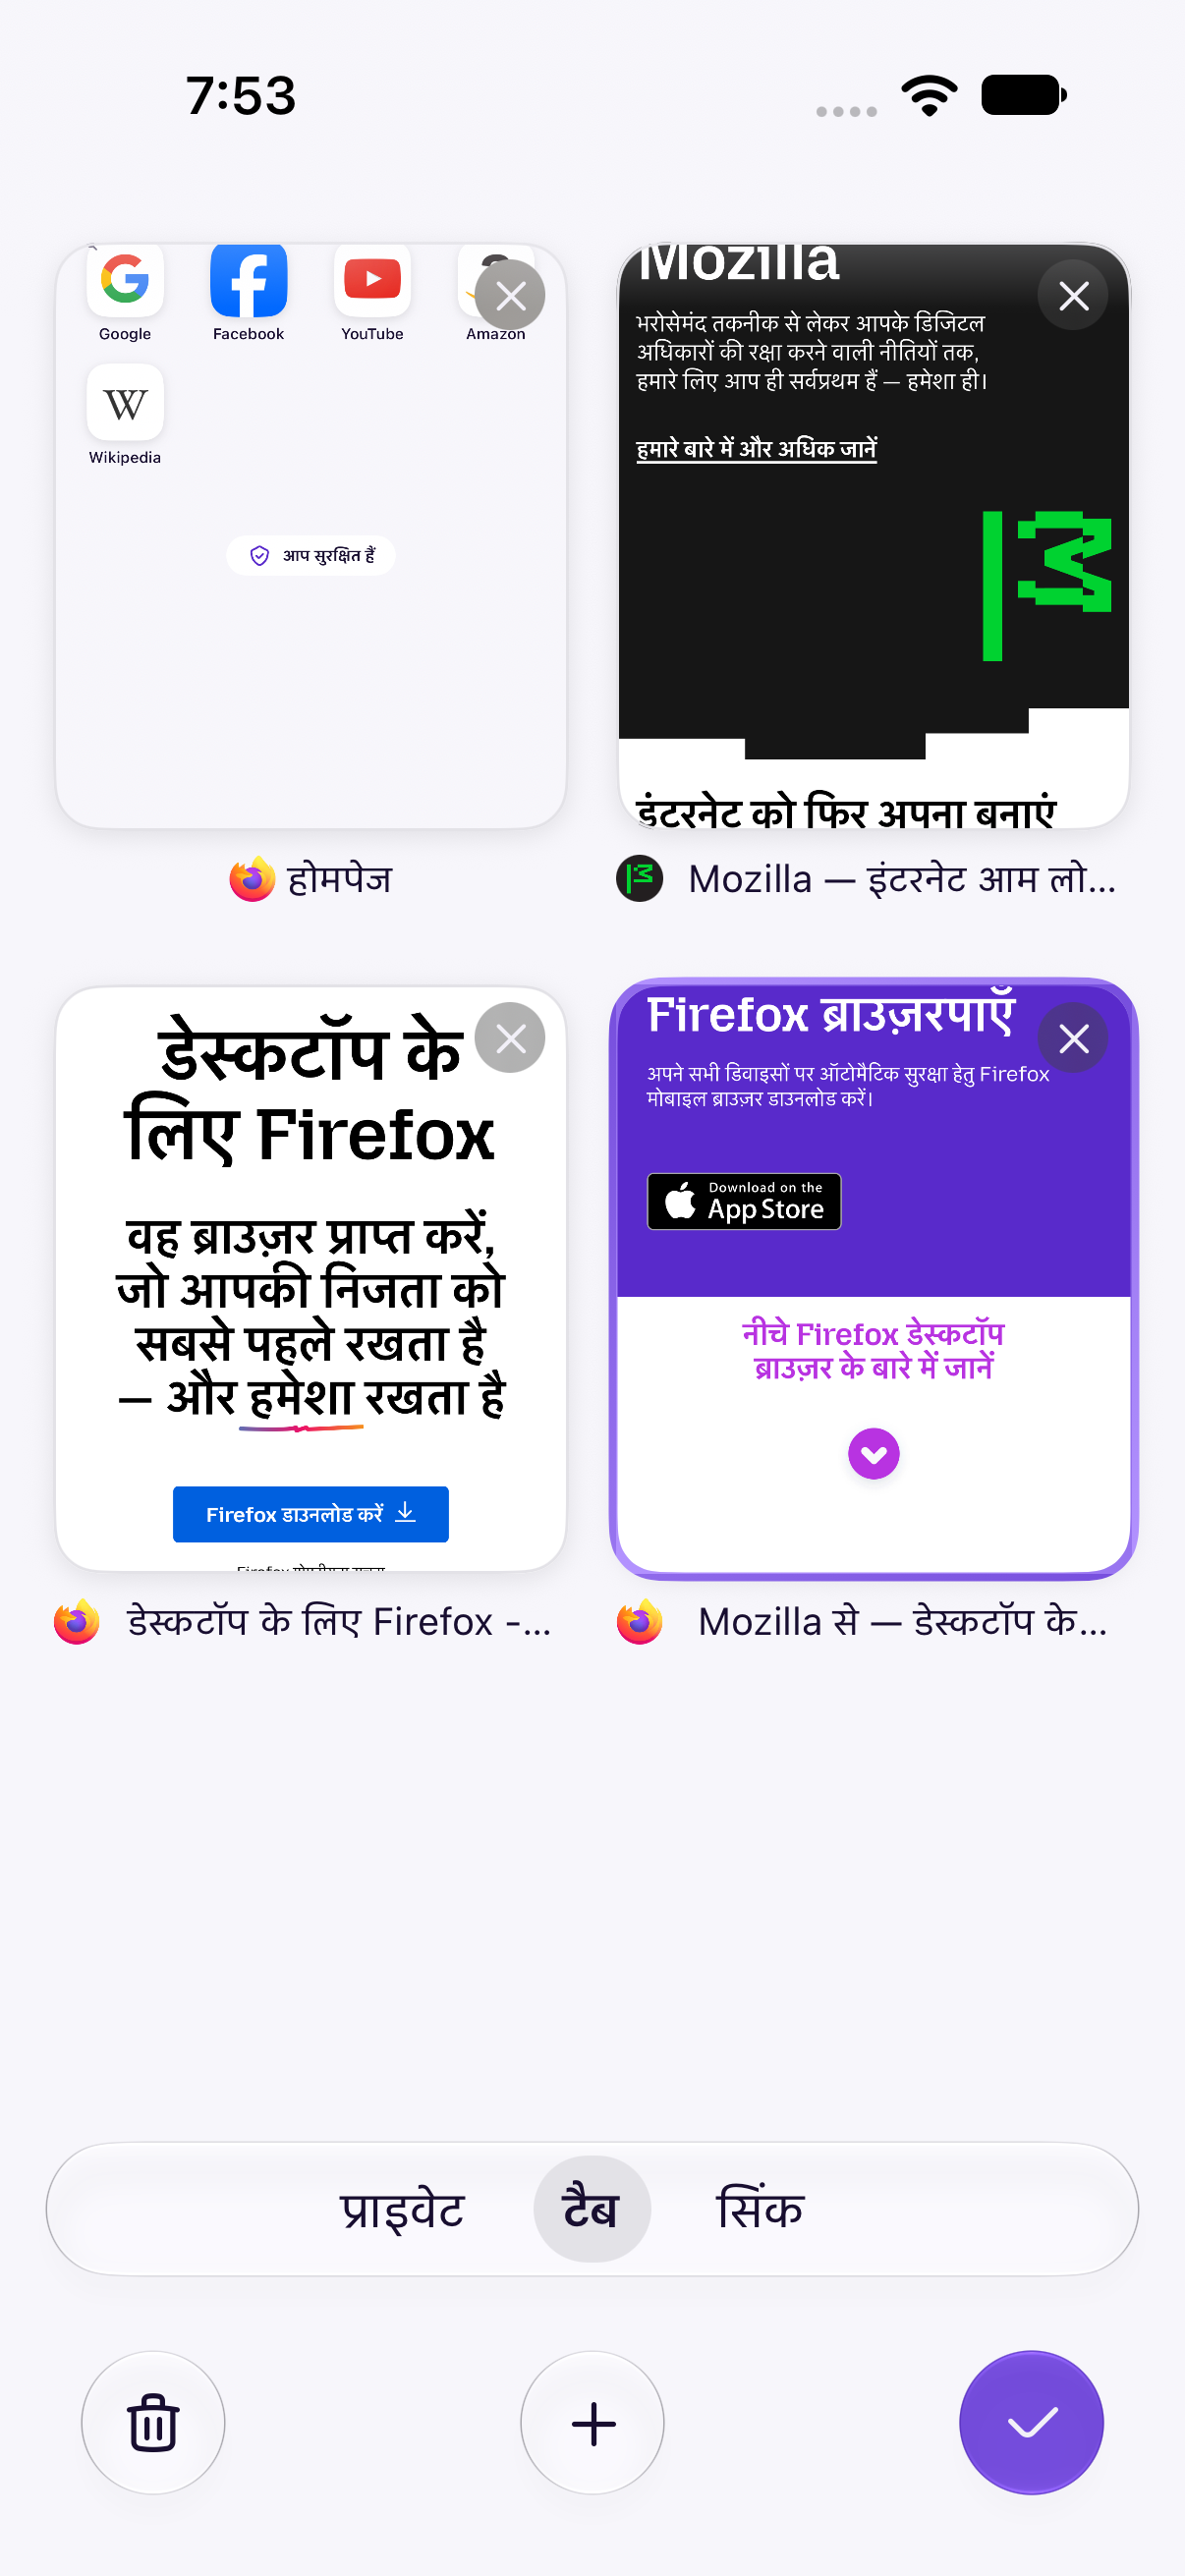 7:53
Google
Facebook
YouTube
Amazon
W
Wikipedia
आप सुरक्षित हैं
होमपेज
Mozilla
भरोसेमंद तकनीक से लेकर आपके डिजिटल
अधिकारों की रक्षा करने वाली नीतियों तक,
हमारे लिए आप ही सर्वप्रथम हैं — हमेशा ही।
हमारे बारे में और अधिक जानें
इंटरनेट को फिर अपना बनाएं
Mozilla — इंटरनेट आम लो...
डेस्कटॉप के
लिए Firefox
वह ब्राउज़र प्राप्त करें,
जो आपकी निजता को
सबसे पहले रखता है
— और हमेशा रखता है
Firefox डाउनलोड करें
डेस्कटॉप के लिए Firefox -...
Firefox ब्राउज़रपाएँ
अपने सभी डिवाइसों पर ऑटोमैटिक सुरक्षा हेतु Firefox
मोबाइल ब्राउज़र डाउनलोड करें।
Download on the
App Store
नीचे Firefox डेस्कटॉप
ब्राउज़र के बारे में जानें
Mozilla से — डेस्कटॉप के...
प्राइवेट
टैब
सिंक